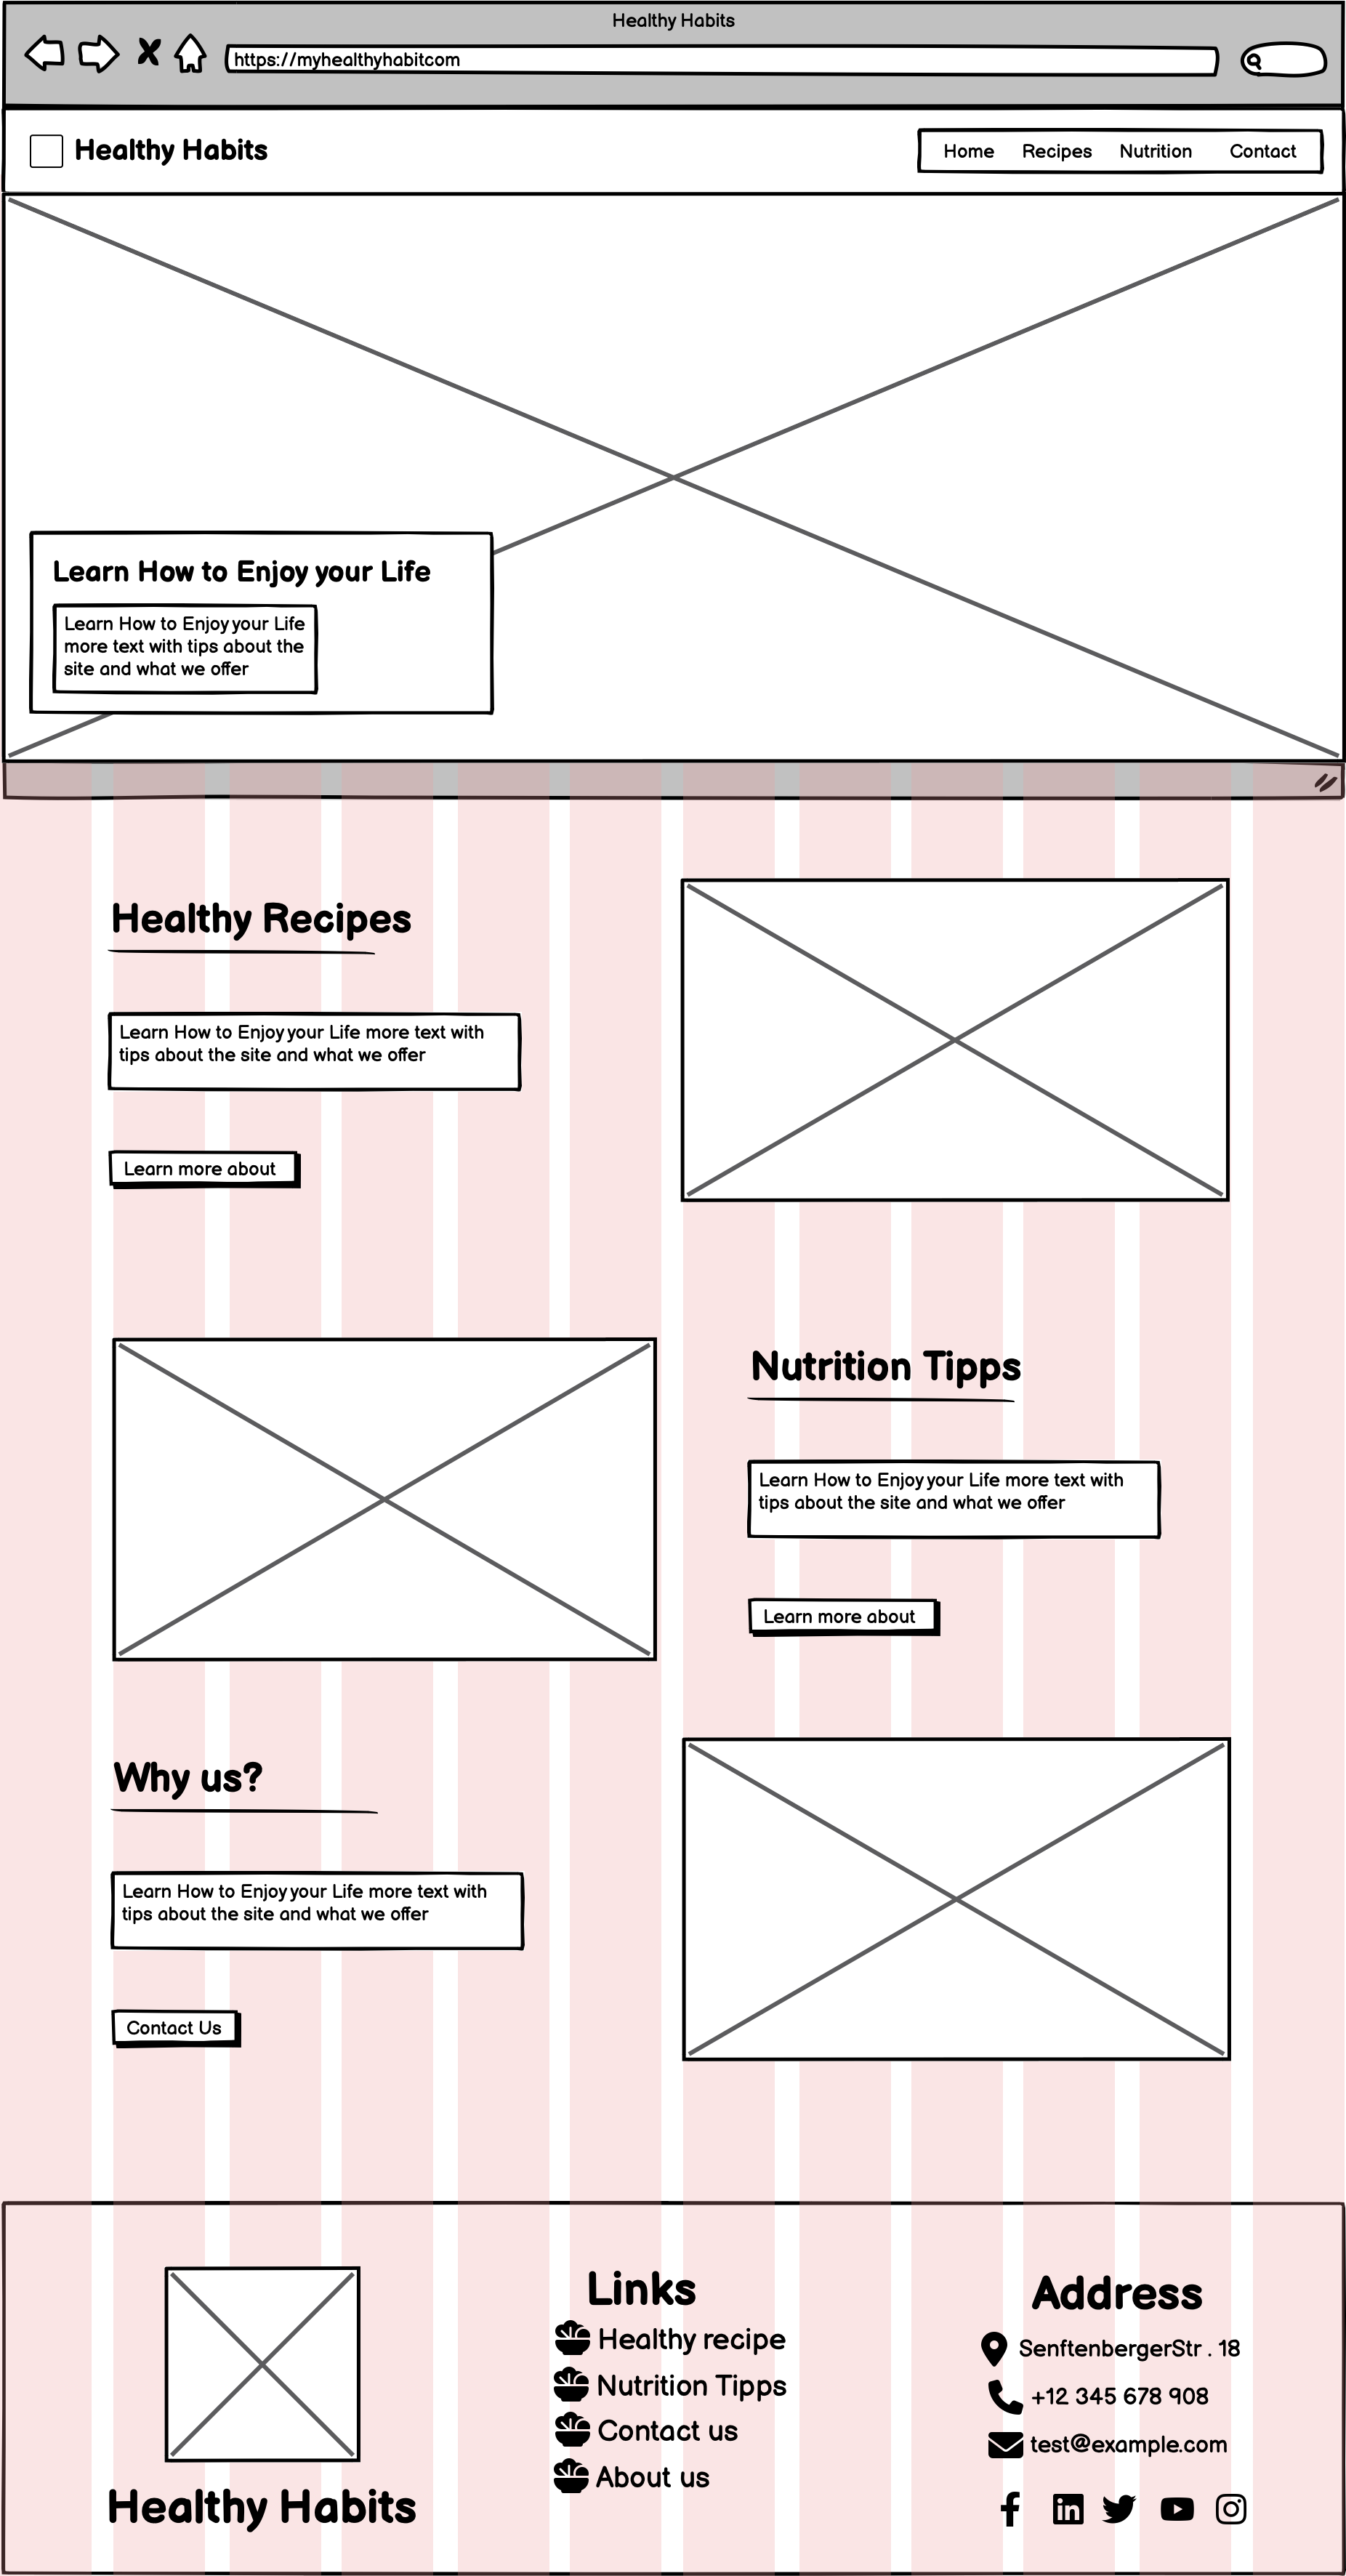 Healthy Habits
https://myhealthyhabitcom
Healthy Habits
Home Recipes Nutrition Contact
Learn How to Enjoy your Life
Learn How to Enjoy your Life
more text with tips about the
site and what we offer
Healthy Recipes
Learn How to Enjoy your Life more text with
tips about the site and what we offer
Learn more about
Nutrition Tipps
Learn How to Enjoy your Life more text with
tips about the site and what we offer
Learn more about
Why us?
Learn How to Enjoy your Life more text with
tips about the site and what we offer
Contact Us
Healthy Habits
Links
Healthy recipe
Nutrition Tipps
Contact us
About us
Address
SenftenbergerStr . 18
+12 345 678 908
test@example.com